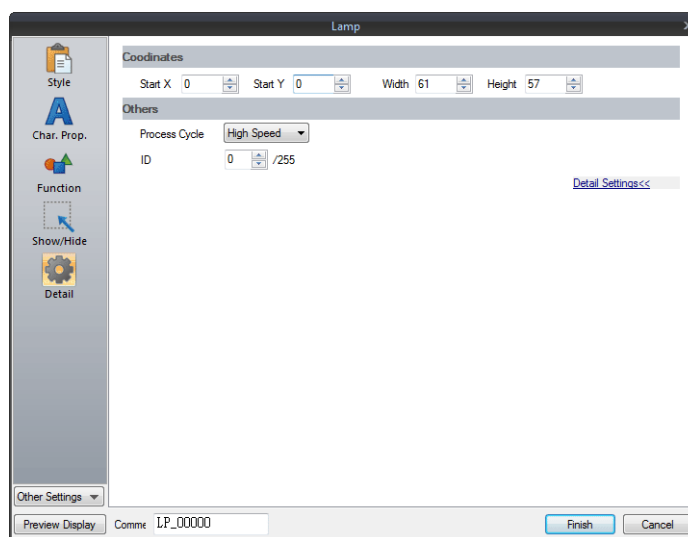 Lamp
Style
Char. Prop.
Function
Show/Hide
Detail
Other Settings
Coodinates
Start X 0 Start Y 0 Width 61 Height 57
Others
Process Cycle High Speed
ID 0 /255
Detail Settings<<
Preview Display Comme LP_00000 Finish Cancel